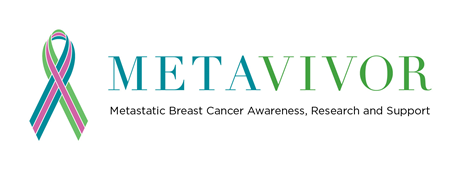 METAVIVOR
Metastatic Breast Cancer Awareness, Research and Support